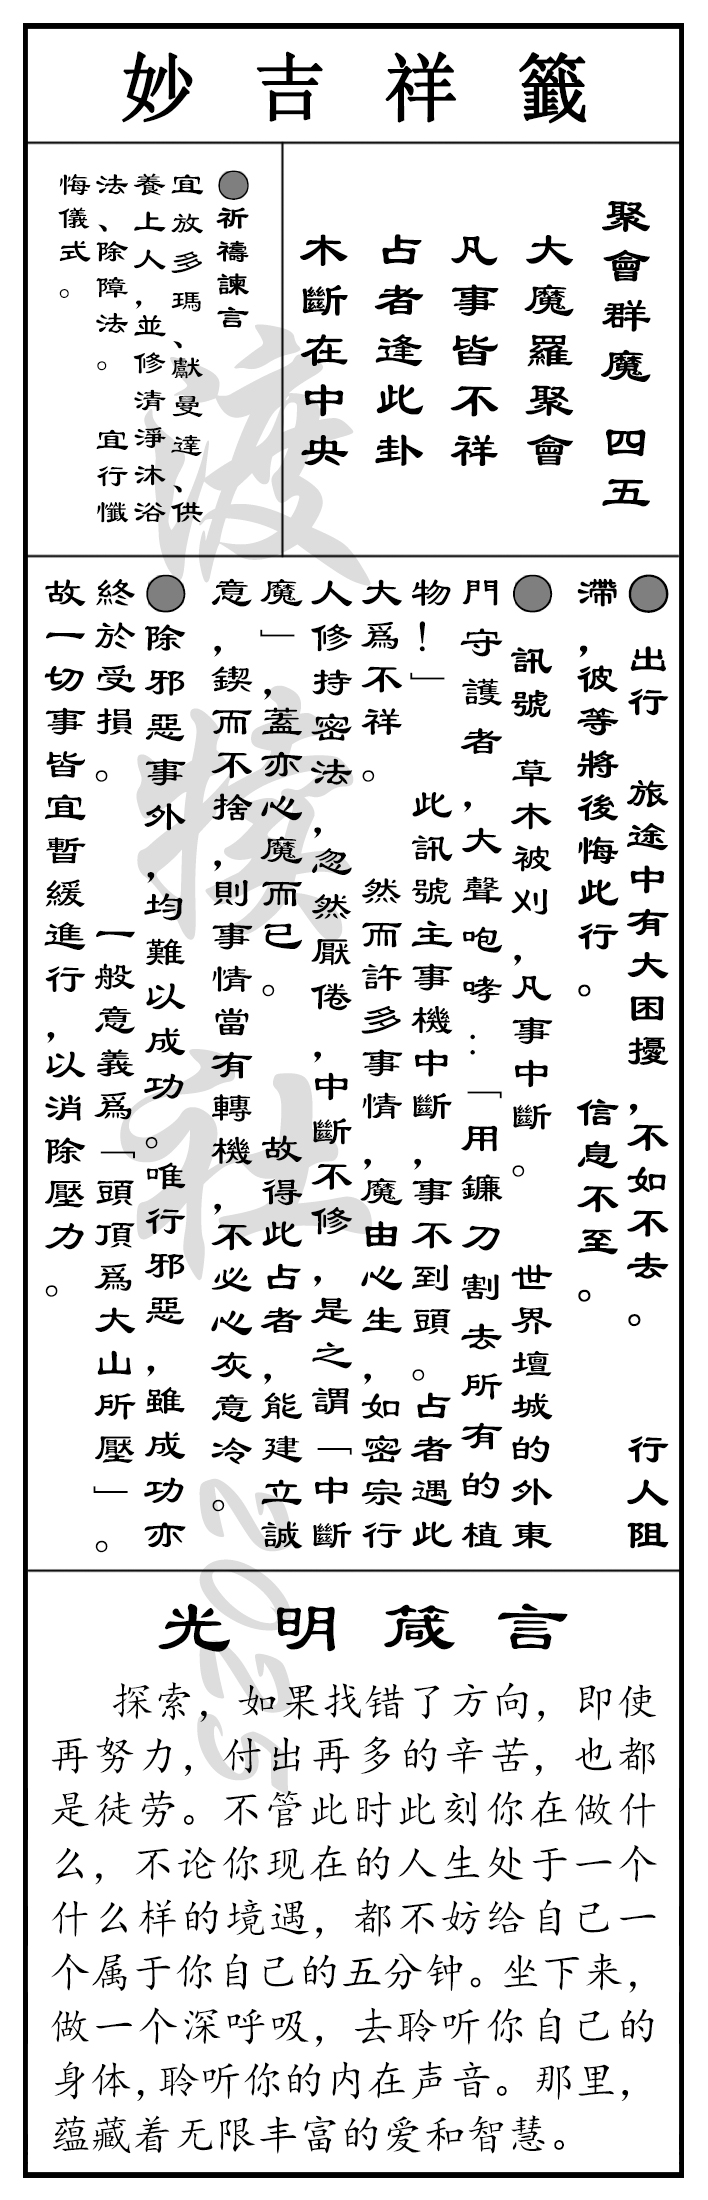 妙吉祥籤
聚會群魔 四五
大魔羅聚會
凡事皆不祥
占者逢此卦
木斷在中央
●祈禱諫言
宜放多瑪、獻曼達、供
養上人，並修清淨沐浴
法、除障法。 宜行懺
悔儀式。
● 出行 旅途中有大困擾，不如不去。 行人阻
滯，彼等將後悔此行。 信息不至。
● 訊號 草木被刈，凡事中斷。 世界壇城的外東
門守護者，大聲咆哮：「用鐮刀割去所有的植
物！」 此訊號主事機中斷，事不到頭。占者遇此
大爲不祥。 然而許多事情，魔由心生，如密宗行
人修持密法，忽然厭倦，中斷不修，是之謂「中斷
魔」，蓋亦心魔而已。 故得此占者，能建立誠
意，鍥而不捨，則事情當有轉機，不必心灰意冷。
●除邪惡事外，均難以成功。唯行邪惡，雖成功亦
終於受損。 一般意義爲「頭頂爲大山所壓」。
故一切事皆宜暫緩進行，以消除壓力。
光明箴言
探索，如果找错了方向，即使
再努力，付出再多的辛苦，也都
是徒劳。不管此时此刻你在做什
么，不论你现在的人生处于一个
什么样的境遇，都不妨给自己一
个属于你自己的五分钟。坐下来，
做一个深呼吸，去聆听你自己的
身体，聆听你的内在声音。那里，
蕴藏着无限丰富的爱和智慧。
渡犊社2025